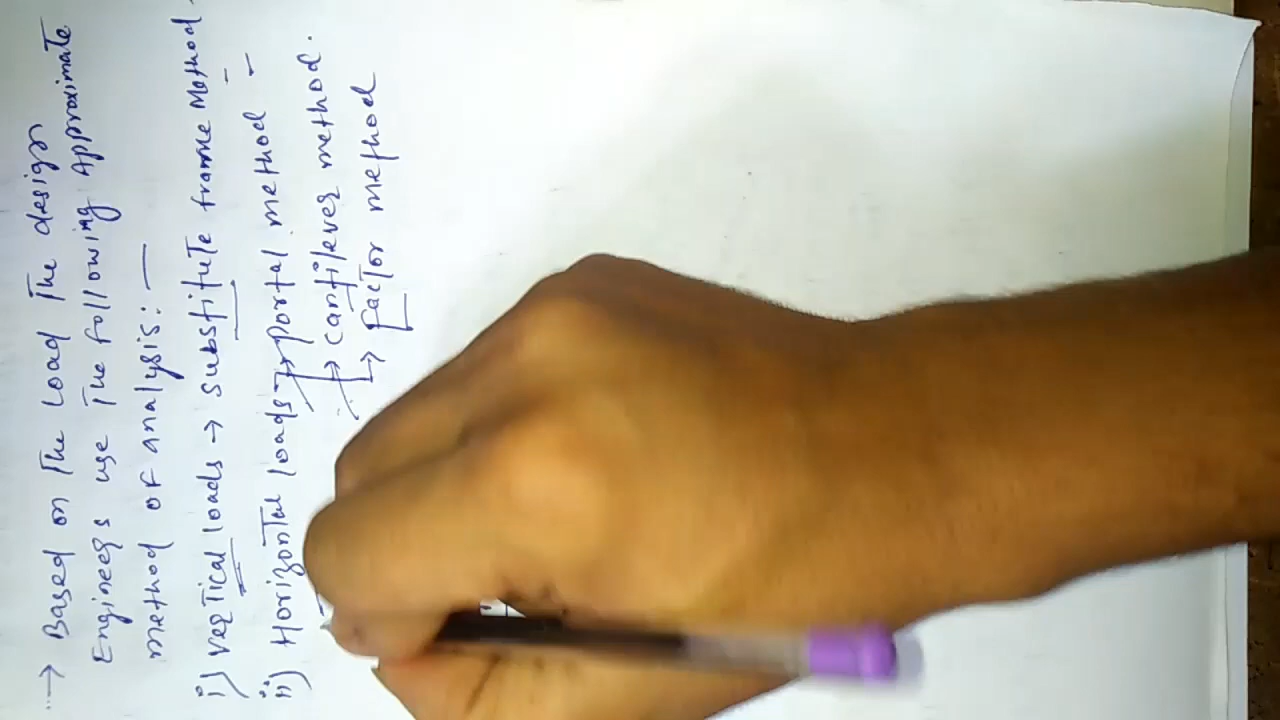 → Based on The Load The design
Engineers use The following Approximate
method of analysis:—
i) vertical loads → substitute frame Method.
ii) Horizontal loads → portal method
→ cantilever method.
→ factor method